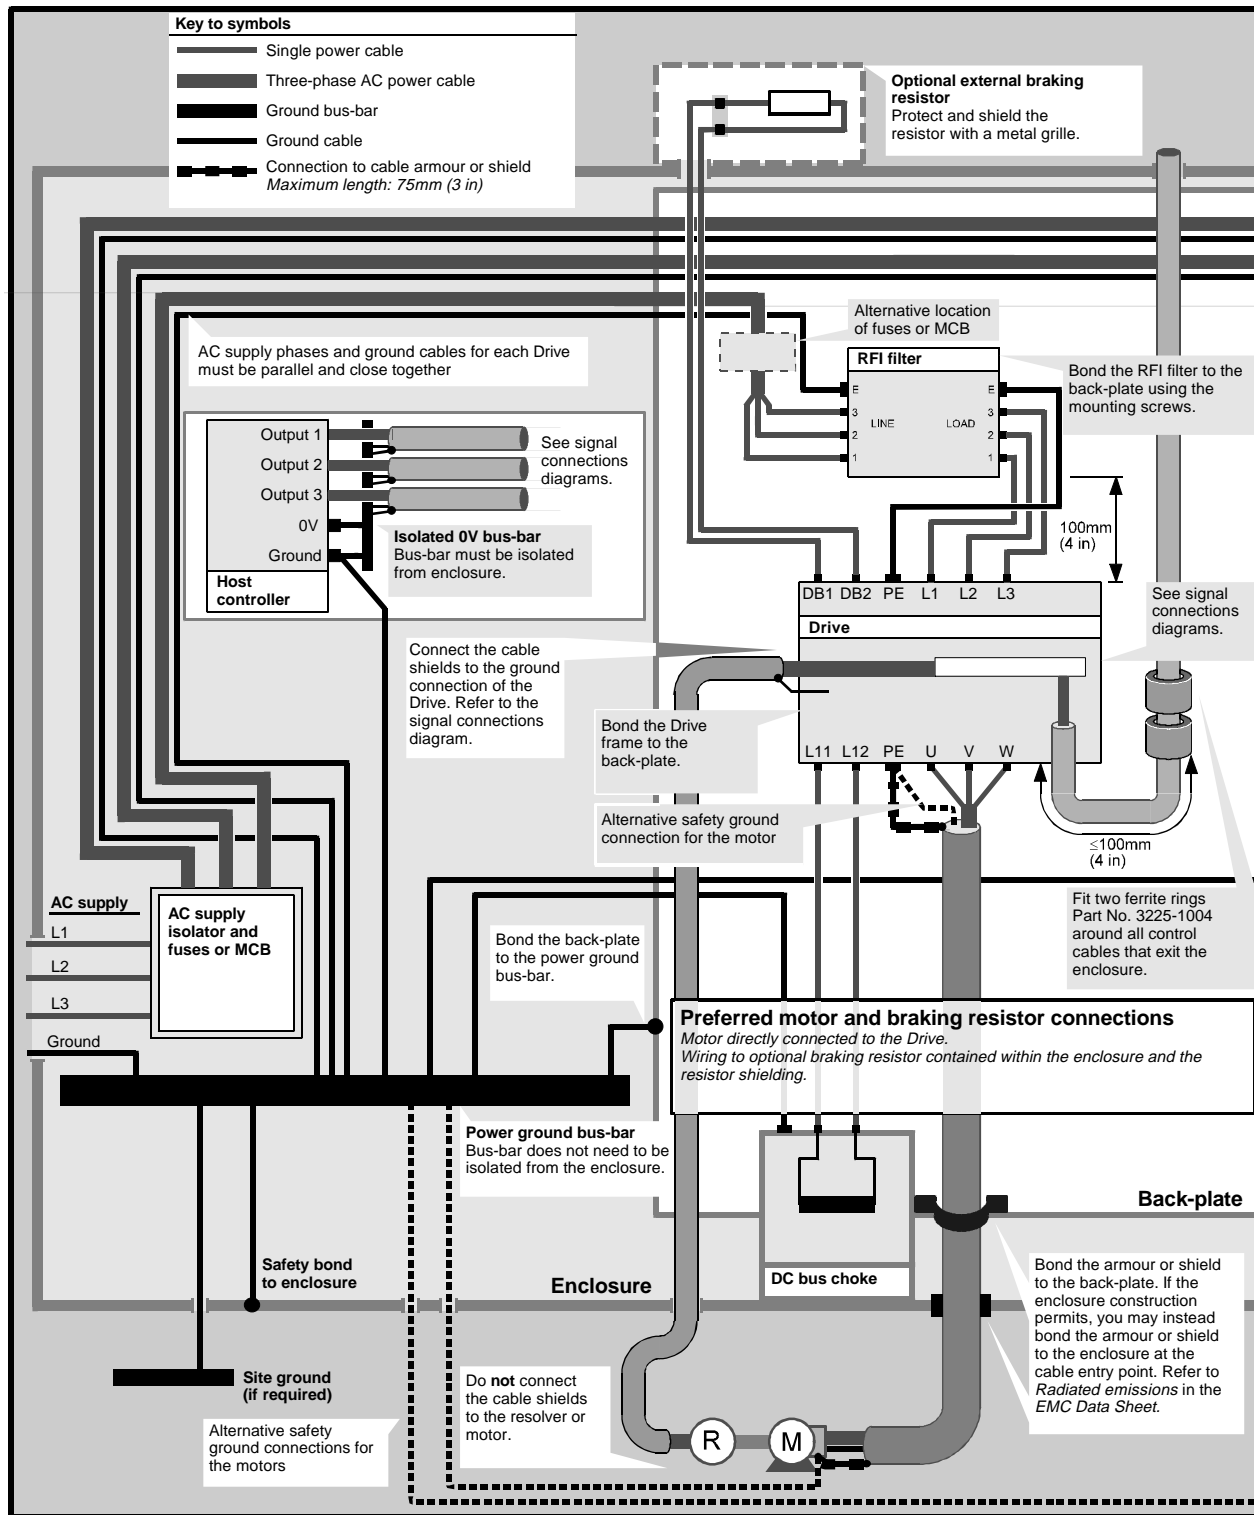 Key to symbols
Single power cable
Three-phase AC power cable
Ground bus-bar
Ground cable
Connection to cable armour or shield
Maximum length: 75mm (3 in)
Optional external braking
resistor
Protect and shield the
resistor with a metal grille.
AC supply phases and ground cables for each Drive
must be parallel and close together
Alternative location
of fuses or MCB
RFI filter
E
3
2
1
LINE
LOAD
E
3
2
1
Bond the RFI filter to the
back-plate using the
mounting screws.
Output 1
Output 2
Output 3
0V
Ground
Host
controller
See signal
connections
diagrams.
Isolated 0V bus-bar
Bus-bar must be isolated
from enclosure.
100mm
(4 in)
DB1 DB2 PE L1 L2 L3
Drive
See signal
connections
diagrams.
Connect the cable
shields to the ground
connection of the
Drive. Refer to the
signal connections
diagram.
Bond the Drive
frame to the
back-plate.
L11 L12 PE U V W
Alternative safety ground
connection for the motor
≤100mm
(4 in)
Fit two ferrite rings
Part No. 3225-1004
around all control
cables that exit the
enclosure.
AC supply
L1
L2
L3
Ground
AC supply
isolator and
fuses or MCB
Bond the back-plate
to the power ground
bus-bar.
Preferred motor and braking resistor connections
Motor directly connected to the Drive.
Wiring to optional braking resistor contained within the enclosure and the
resistor shielding.
Power ground bus-bar
Bus-bar does not need to be
isolated from the enclosure.
Back-plate
Safety bond
to enclosure
Enclosure
DC bus choke
Bond the armour or shield
to the back-plate. If the
enclosure construction
permits, you may instead
bond the armour or shield
to the enclosure at the
cable entry point. Refer to
Radiated emissions in the
EMC Data Sheet.
Site ground
(if required)
Do not connect
the cable shields
to the resolver or
motor.
Alternative safety
ground connections for
the motors
R
M